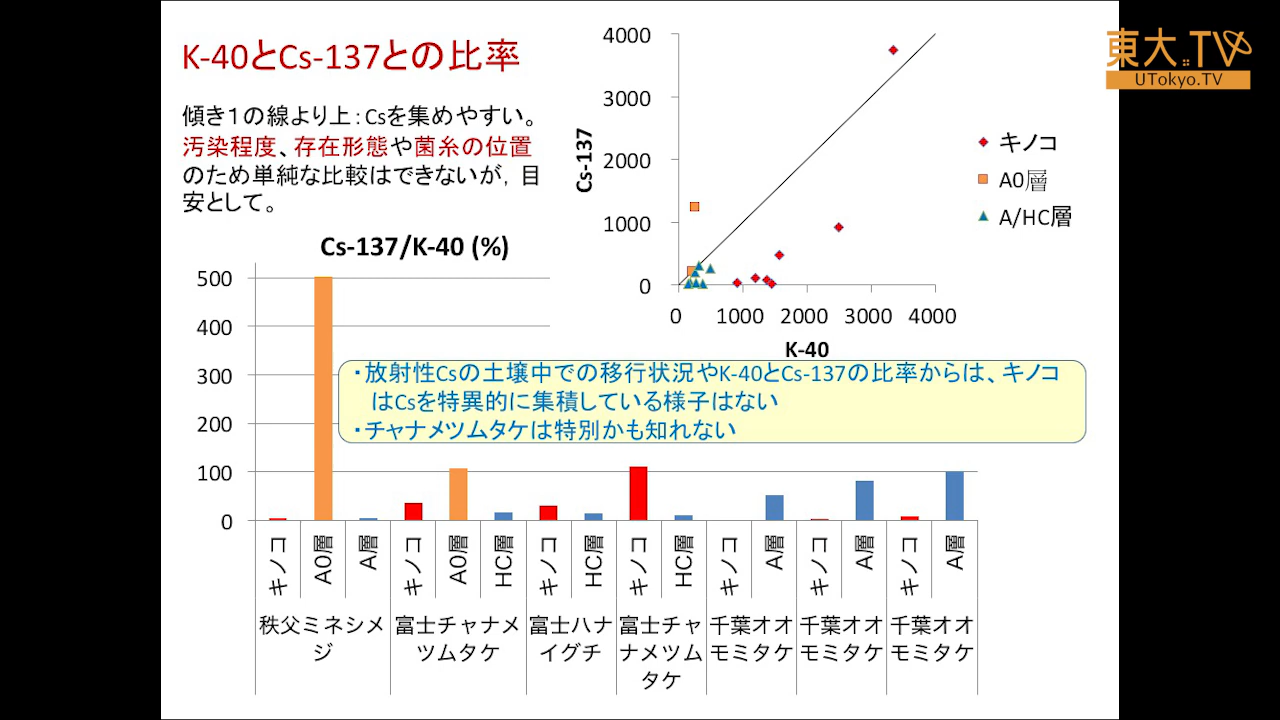 K-40とCs-137との比率
傾き１の線より上：Csを集めやすい。
汚染程度、存在形態や菌糸の位置
のため単純な比較はできないが，目
安として。
4000
3000
2000
1000
0
Cs-137
0 1000 2000 3000 4000
K-40
キノコ
A0層
A/HC層
東大.TV
UTokyo.TV
Cs-137/K-40 (%)
500
400
300
200
100
0
・放射性Csの土壌中での移行状況やK-40とCs-137の比率からは、キノコ
はCsを特異的に集積している様子はない
・チャナメツムタケは特別かも知れない
キノコ A0層 A層 キノコ A0層 HC層 キノコ HC層 キノコ HC層 キノコ A層 キノコ A層 キノコ A層
秩父ミネシメ
ジ
富士チャナメ
ツムタケ
富士ハナ
イグチ
富士チャ
ナメツム
タケ
千葉オオ
モミタケ
千葉オオ
モミタケ
千葉オオ
モミタケ